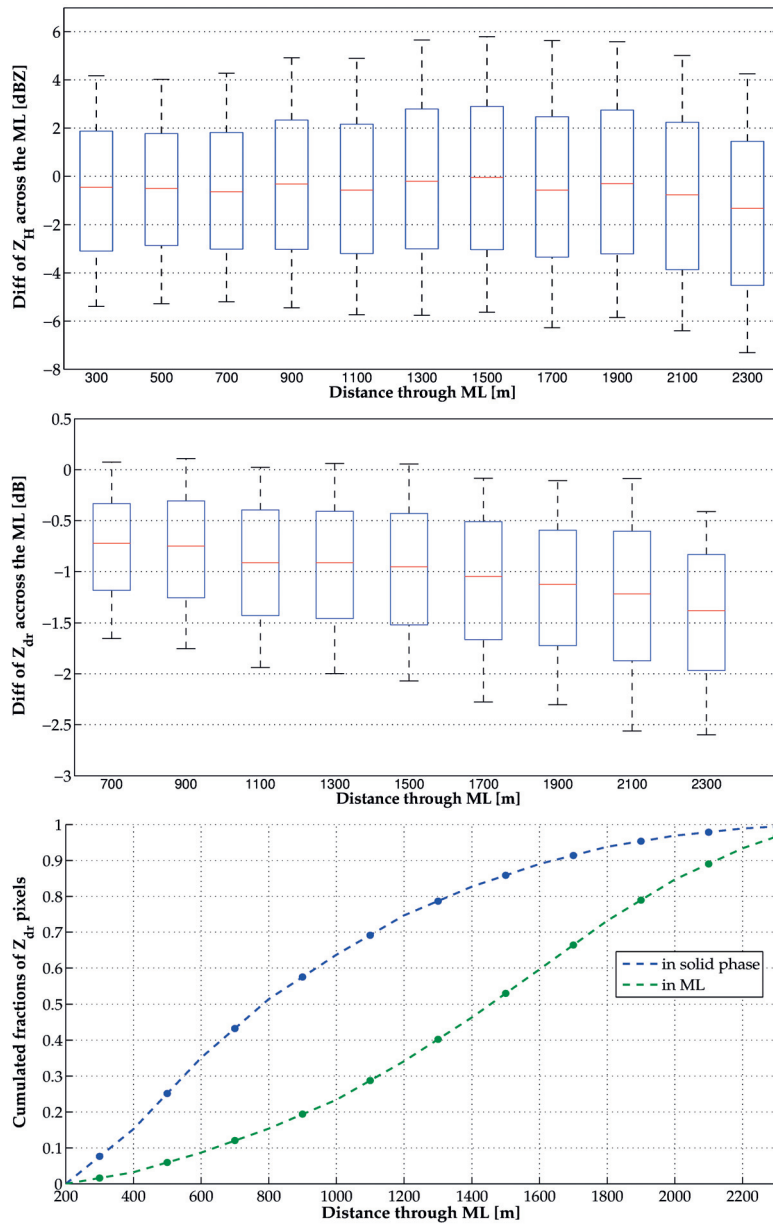 6
4
2
0
−2
−4
−6
−8
Diff of Z_H across the ML [dBZ]
300 500 700 900 1100 1300 1500 1700 1900 2100 2300
Distance through ML [m]
0.5
0
−0.5
−1
−1.5
−2
−2.5
−3
Diff of Z_dr accross the ML [dB]
700 900 1100 1300 1500 1700 1900 2100 2300
Distance through ML [m]
1
0.9
0.8
0.7
0.6
0.5
0.4
0.3
0.2
0.1
0
Cumulated fractions of Z_dr pixels
in solid phase
in ML
200 400 600 800 1000 1200 1400 1600 1800 2000 2200
Distance through ML [m]